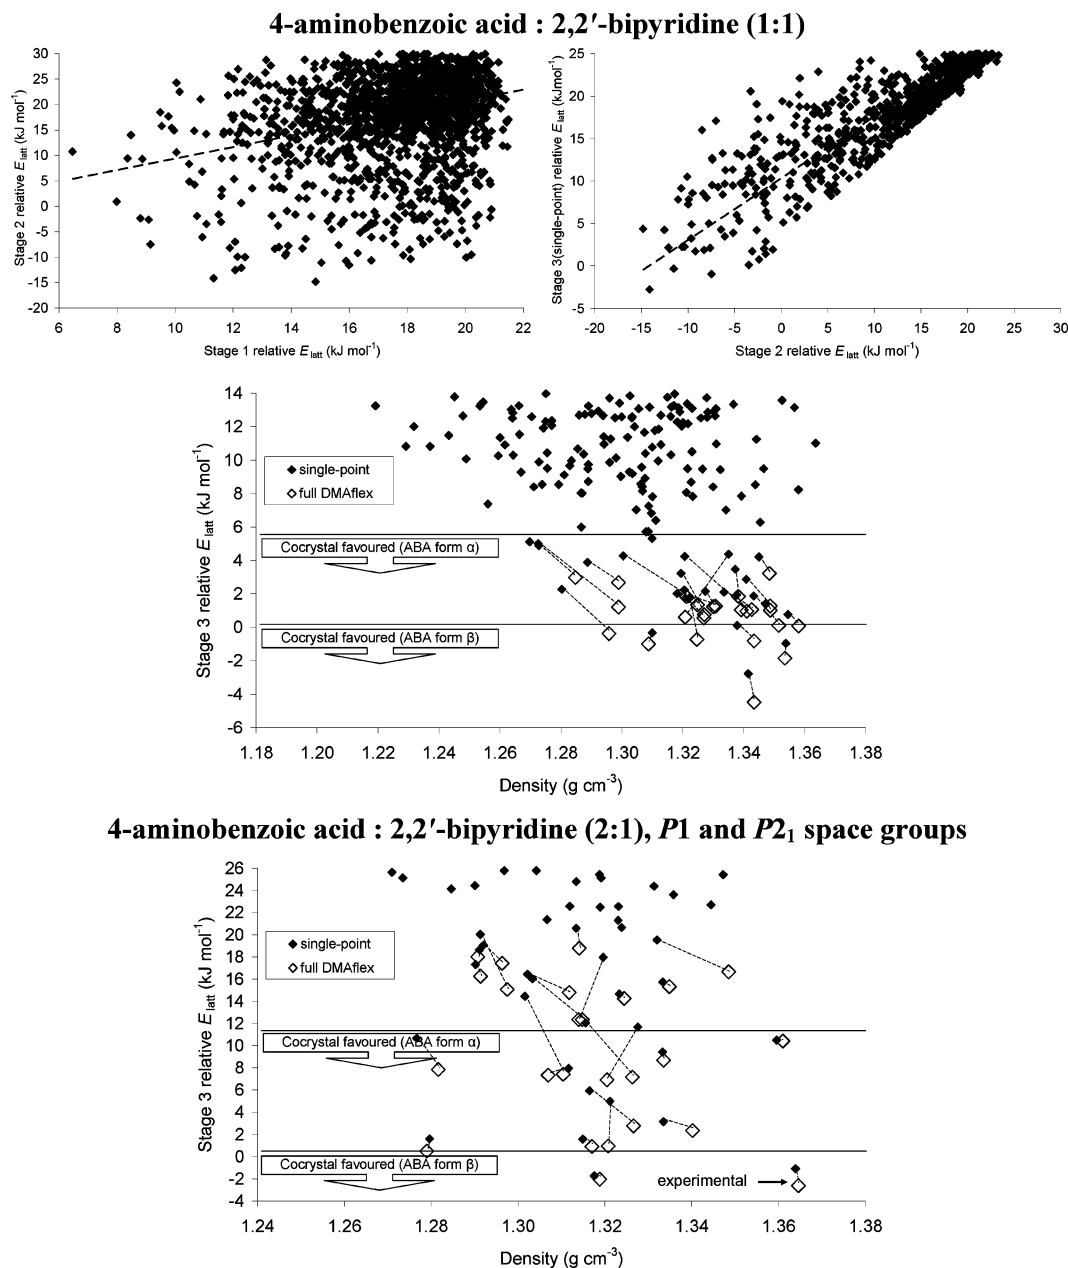 4-aminobenzoic acid : 2,2′-bipyridine (1:1)
Stage 2 relative E latt (kJ mol-1)
30
25
20
15
10
5
0
-5
-10
-15
-20
6 8 10 12 14 16 18 20 22
Stage 1 relative E latt (kJ mol-1)
Stage 3(single-point) relative E latt (kJmol-1)
25
20
15
10
5
0
-5
-20 -15 -10 -5 0 5 10 15 20 25 30
Stage 2 relative E latt (kJ mol-1)
Stage 3 relative E latt (kJ mol-1)
14
12
10
8
6
4
2
0
-2
-4
-6
single-point
full DMAflex
Cocrystal favoured (ABA form α)
Cocrystal favoured (ABA form β)
1.18 1.20 1.22 1.24 1.26 1.28 1.30 1.32 1.34 1.36 1.38
Density (g cm-3)
4-aminobenzoic acid : 2,2′-bipyridine (2:1), P1 and P21 space groups
Stage 3 relative E latt (kJ mol-1)
26
24
22
20
18
16
14
12
10
8
6
4
2
0
-2
-4
single-point
full DMAflex
Cocrystal favoured (ABA form α)
Cocrystal favoured (ABA form β)
experimental
1.24 1.26 1.28 1.30 1.32 1.34 1.36 1.38
Density (g cm-3)